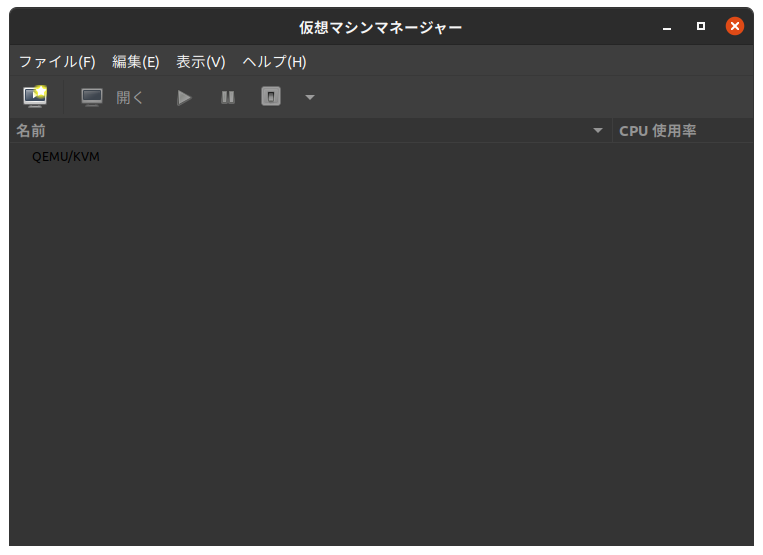 仮想マシンマネージャー
ファイル(F) 編集(E) 表示(V) ヘルプ(H)
開く
名前 CPU 使用率
QEMU/KVM